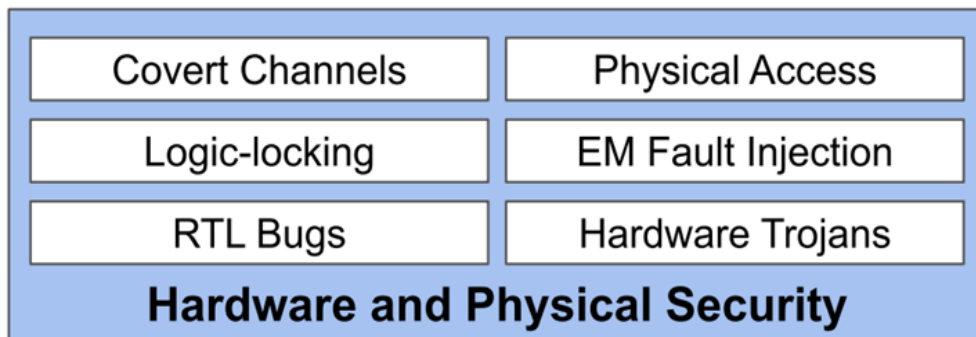 Covert Channels
Physical Access
Logic-locking
EM Fault Injection
RTL Bugs
Hardware Trojans
Hardware and Physical Security